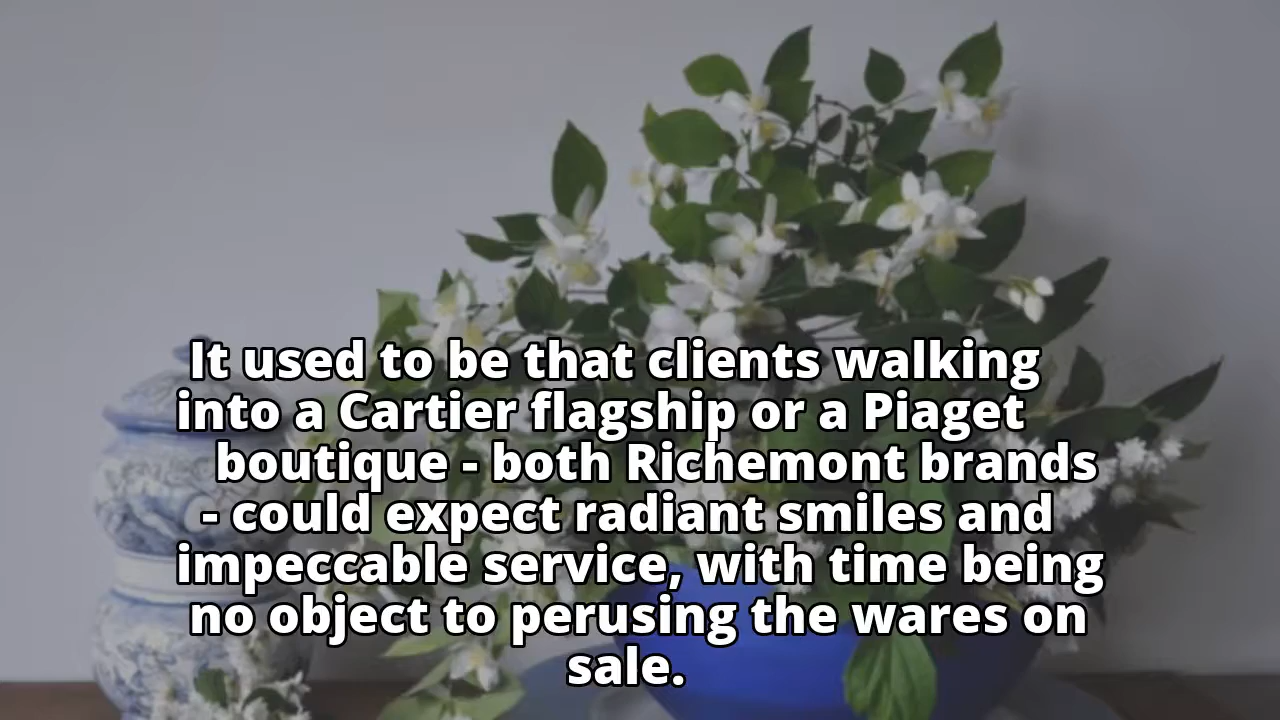 It used to be that clients walking
into a Cartier flagship or a Piaget
boutique - both Richemont brands
- could expect radiant smiles and
impeccable service, with time being
no object to perusing the wares on
sale.